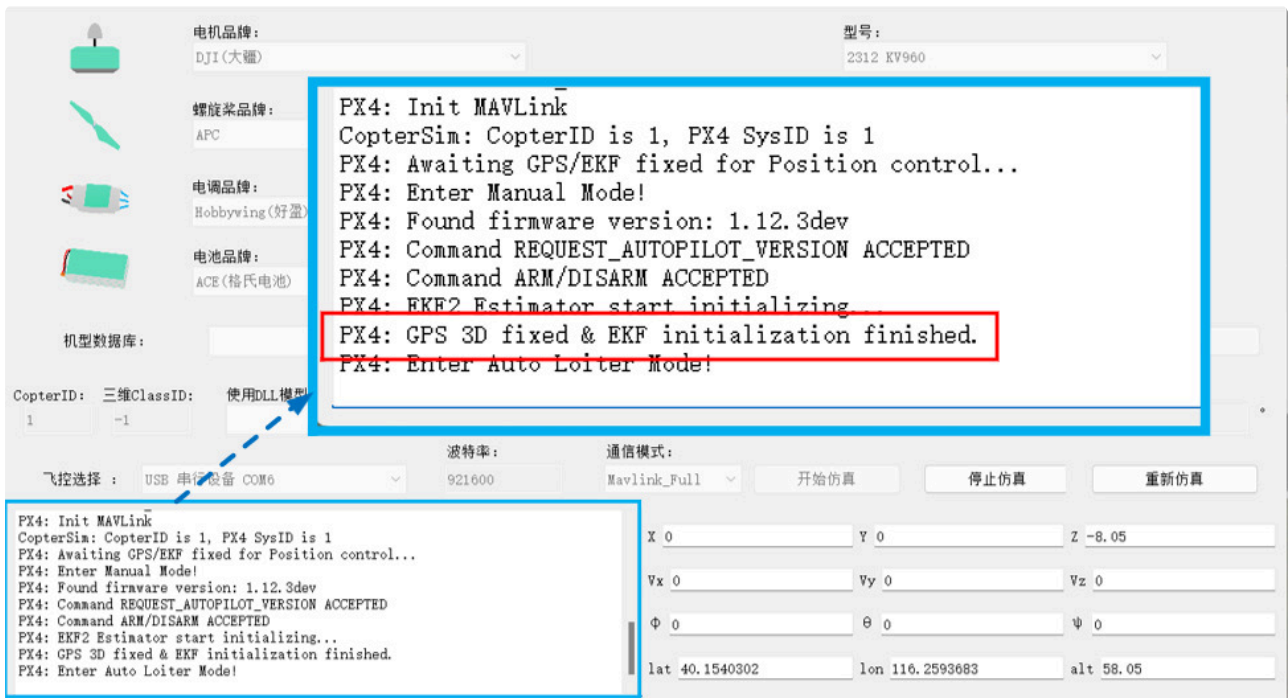 电机品牌：
DJI(大疆)
型号：
2312 KV960
螺旋桨品牌：
APC
电调品牌：
Hobbywing(好盈)
电池品牌：
ACE(格氏电池)
机型数据库：
PX4: Init MAVLink
CopterSim: CopterID is 1, PX4 SysID is 1
PX4: Awaiting GPS/EKF fixed for Position control...
PX4: Enter Manual Mode!
PX4: Found firmware version: 1.12.3dev
PX4: Command REQUEST_AUTOPILOT_VERSION ACCEPTED
PX4: Command ARM/DISARM ACCEPTED
PX4: EKF2 Estimator start initializing...
PX4: GPS 3D fixed & EKF initialization finished.
PX4: Enter Auto Loiter Mode!
CopterID: 三维ClassID: 使用DLL模型
1 -1 °
波特率： 通信模式：
飞控选择 ： USB 串行设备 COM6 921600 Mavlink_Full 开始仿真 停止仿真 重新仿真
PX4: Init MAVLink
CopterSim: CopterID is 1, PX4 SysID is 1
PX4: Awaiting GPS/EKF fixed for Position control...
PX4: Enter Manual Mode!
PX4: Found firmware version: 1.12.3dev
PX4: Command REQUEST_AUTOPILOT_VERSION ACCEPTED
PX4: Command ARM/DISARM ACCEPTED
PX4: EKF2 Estimator start initializing...
PX4: GPS 3D fixed & EKF initialization finished.
PX4: Enter Auto Loiter Mode!
X 0 Y 0 Z -8.05
Vx 0 Vy 0 Vz 0
Φ 0 θ 0 ψ 0
lat 40.1540302 lon 116.2593683 alt 58.05